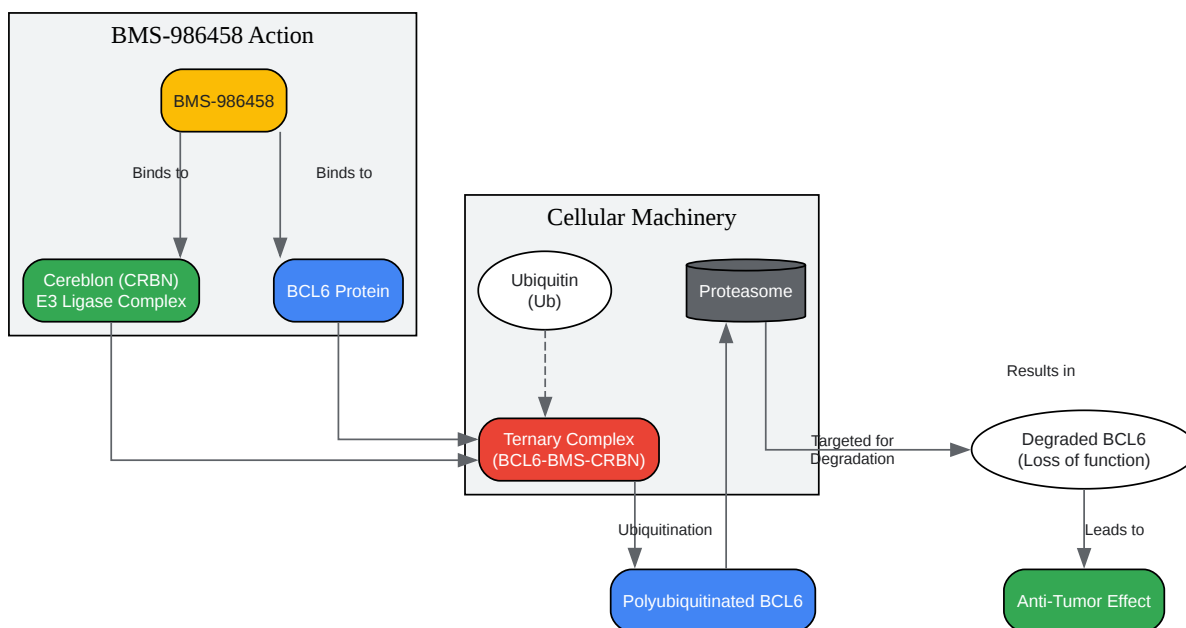 BMS-986458 Action
BMS-986458
Binds to
Binds to
Cereblon (CRBN)
E3 Ligase Complex
BCL6 Protein
Cellular Machinery
Ubiquitin
(Ub)
Proteasome
Ternary Complex
(BCL6-BMS-CRBN)
Targeted for
Degradation
Results in
Degraded BCL6
(Loss of function)
Ubiquitination
Leads to
Polyubiquitinated BCL6
Anti-Tumor Effect